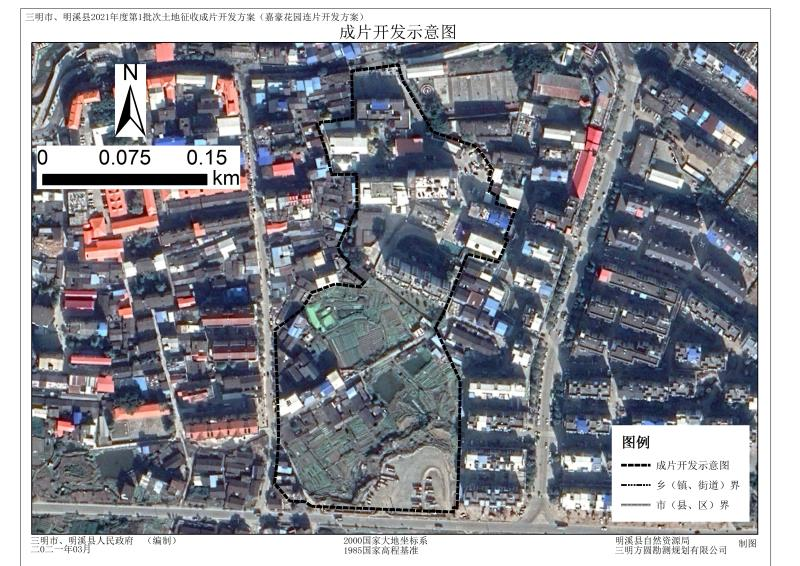 三明市、明溪县2021年度第1批次土地征收成片开发方案（嘉豪花园连片开发方案）
成片开发示意图
N
0 0.075 0.15
km
图例
成片开发示意图
乡（镇、街道）界
市（县、区）界
三明市、明溪县人民政府 （编制）
二〇二一年03月
2000国家大地坐标系
1985国家高程基准
明溪县自然资源局
三明方圆勘测规划有限公司 制图